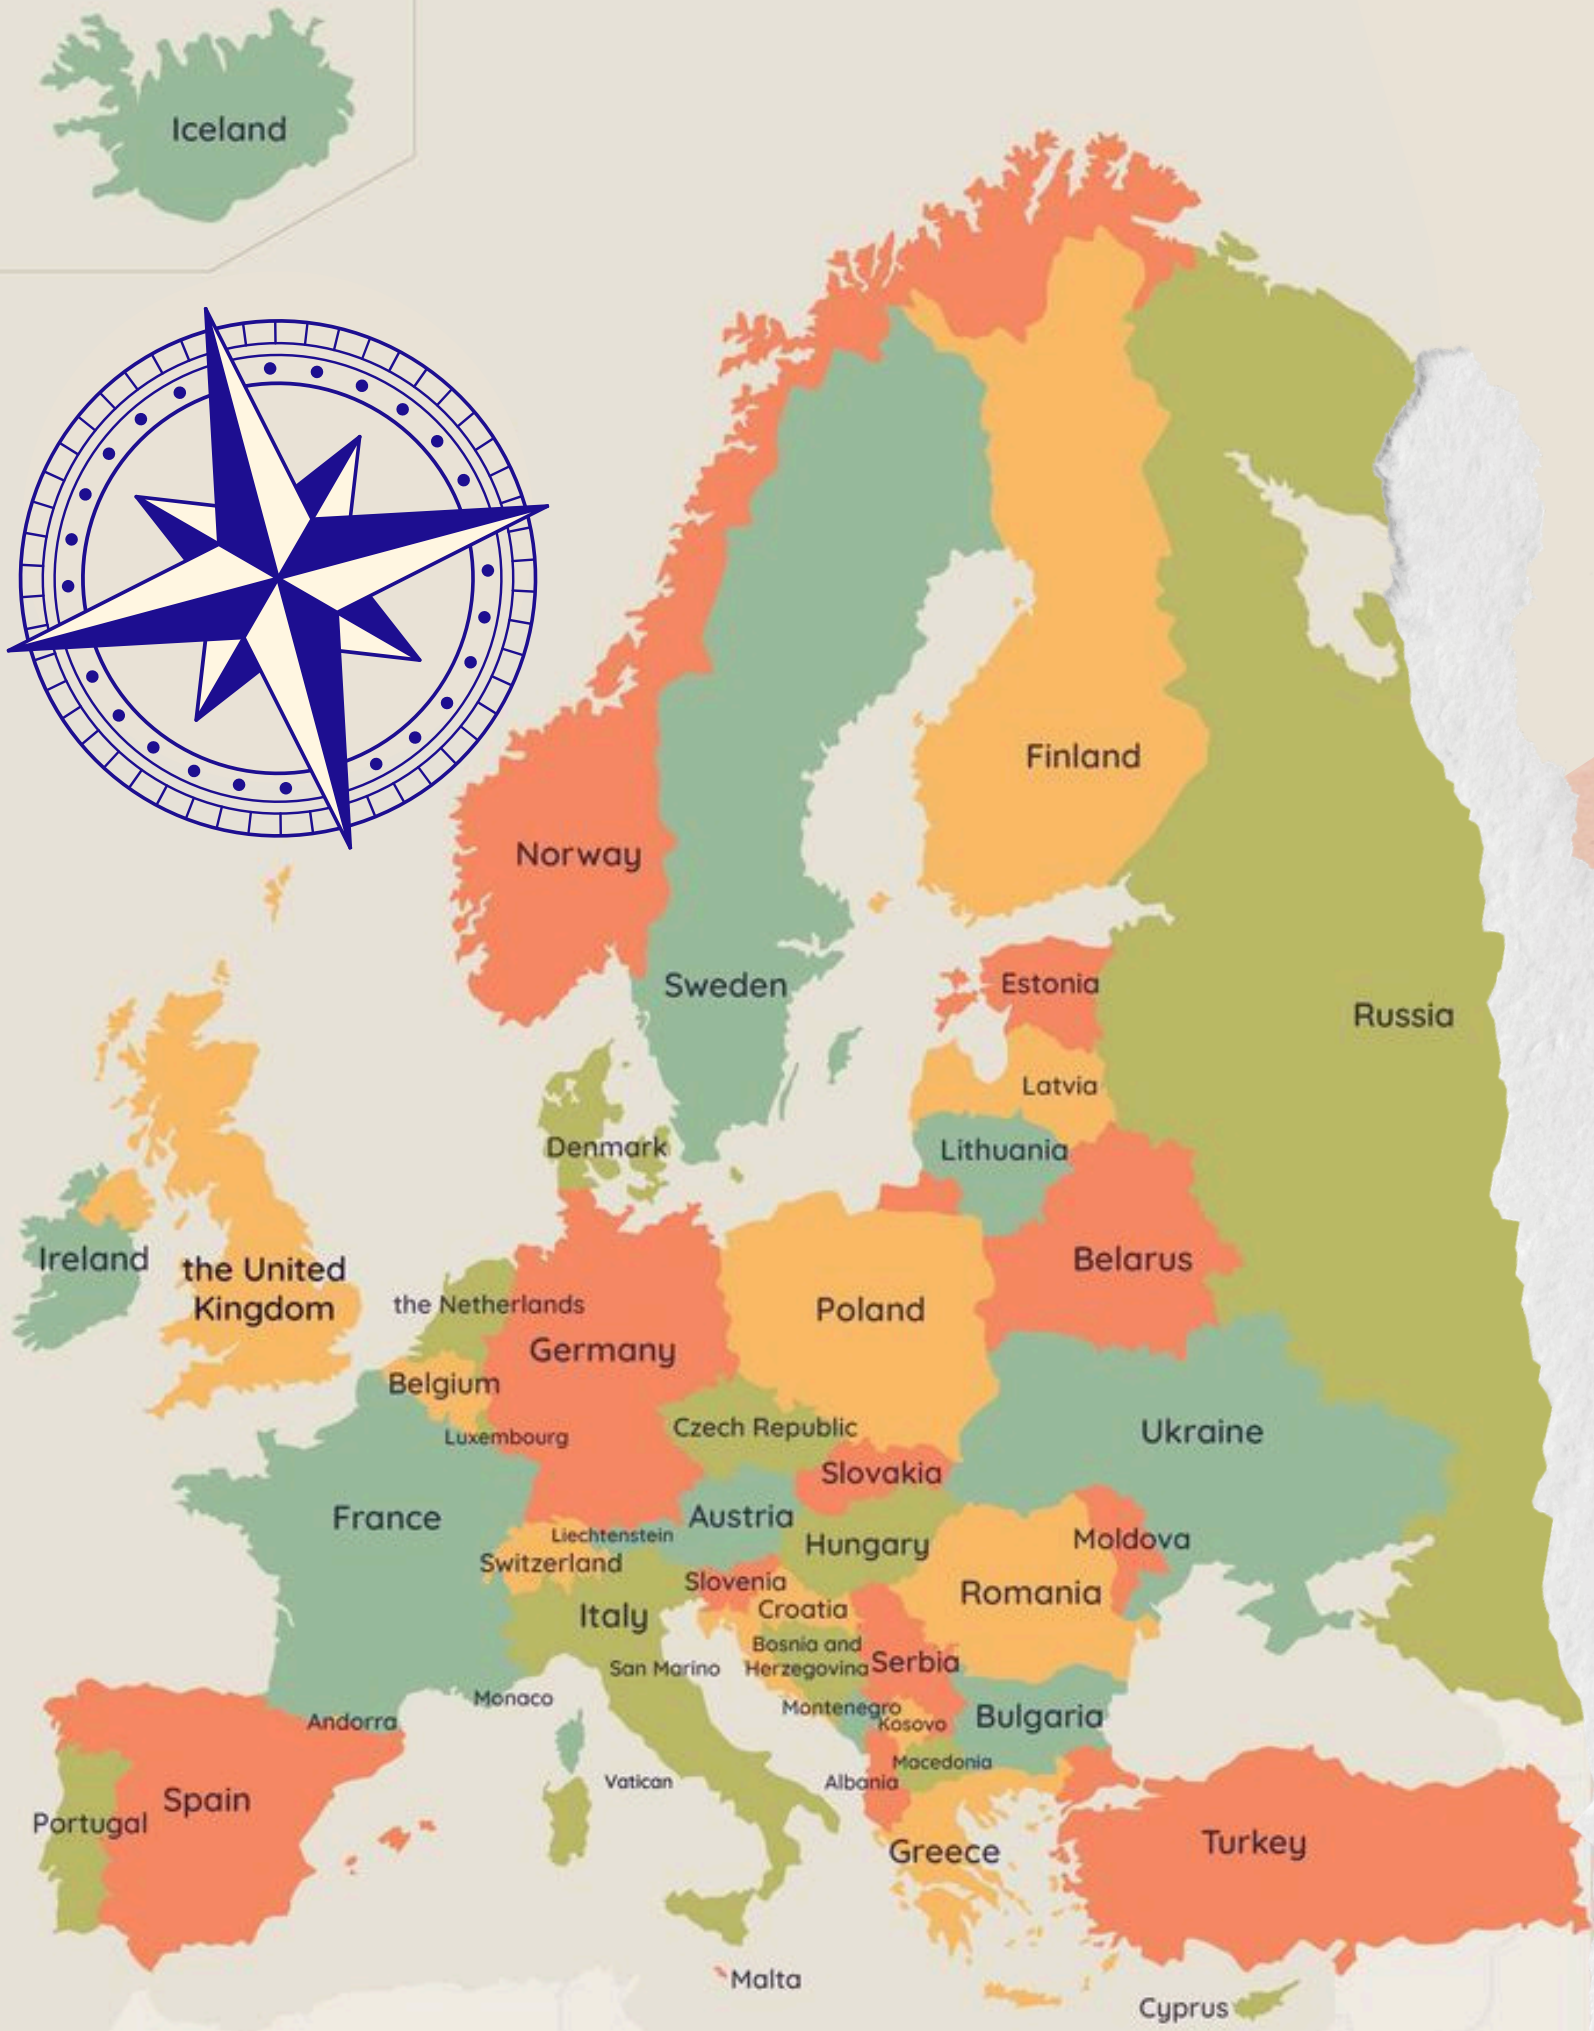 Iceland
Finland
Norway
Sweden
Estonia
Russia
Latvia
Denmark
Lithuania
Ireland
the United
Kingdom
Belarus
the Netherlands
Poland
Germany
Belgium
Czech Republic
Ukraine
Luxembourg
Slovakia
France
Austria
Liechtenstein
Moldova
Hungary
Switzerland
Slovenia
Romania
Croatia
Italy
Bosnia and
Herzegovina
Serbia
San Marino
Monaco
Montenegro
Bulgaria
Andorra
Kosovo
Macedonia
Vatican
Albania
Spain
Portugal
Turkey
Greece
Malta
Cyprus